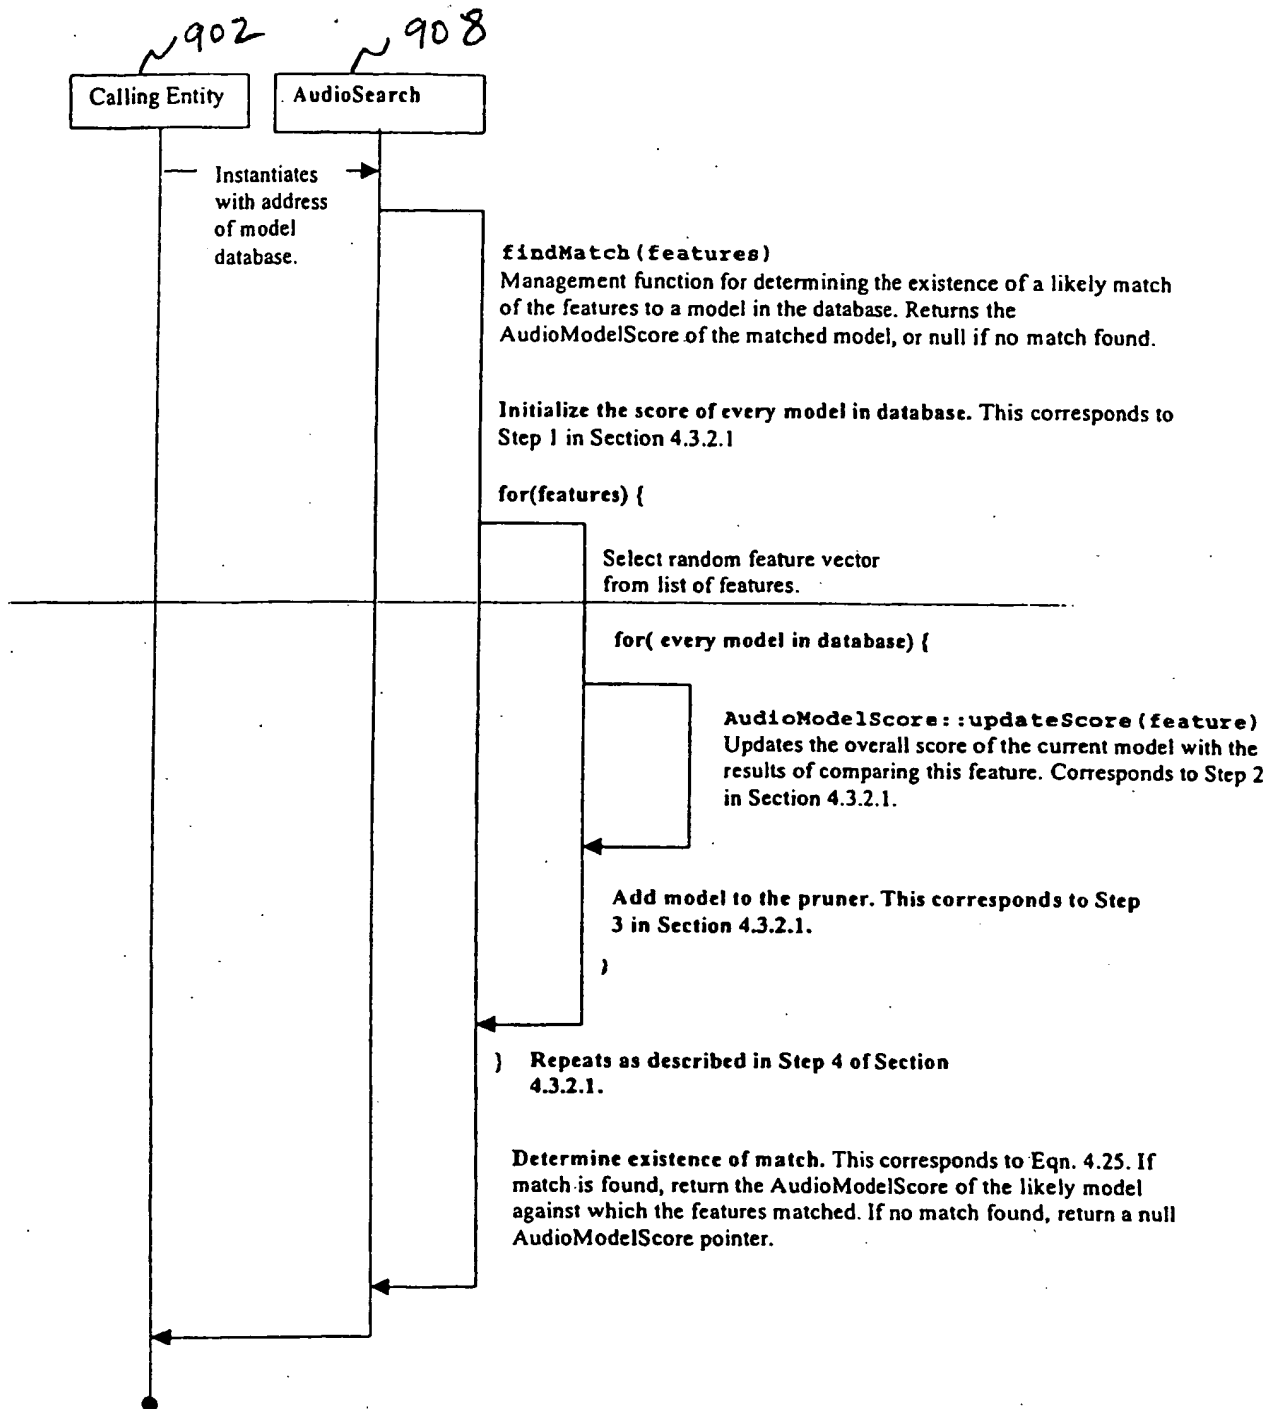 902
908
Calling Entity
AudioSearch
Instantiates
with address
of model
database.
findMatch(features)
Management function for determining the existence of a likely match
of the features to a model in the database. Returns the
AudioModelScore of the matched model, or null if no match found.
Initialize the score of every model in database. This corresponds to
Step 1 in Section 4.3.2.1
for(features) {
Select random feature vector
from list of features.
for( every model in database) {
AudioModelScore::updateScore(feature)
Updates the overall score of the current model with the
results of comparing this feature. Corresponds to Step 2
in Section 4.3.2.1.
Add model to the pruner. This corresponds to Step
3 in Section 4.3.2.1.
}
} Repeats as described in Step 4 of Section
4.3.2.1.
Determine existence of match. This corresponds to Eqn. 4.25. If
match is found, return the AudioModelScore of the likely model
against which the features matched. If no match found, return a null
AudioModelScore pointer.